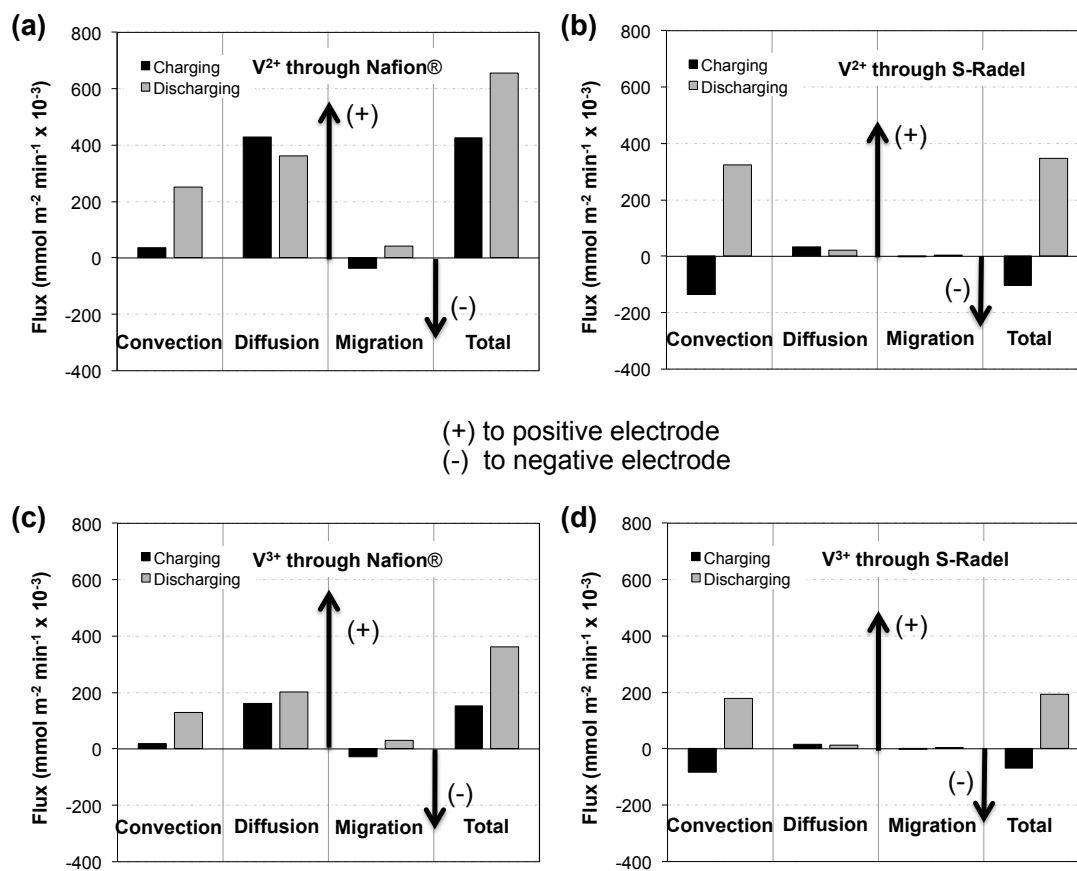 (a)
800
600
400
200
0
-200
-400
Flux (mmol m⁻² min⁻¹ x 10⁻³)
Charging
Discharging
V²⁺ through Nafion®
(+)
(-)
Convection Diffusion Migration Total
(b)
800
600
400
200
0
-200
-400
Flux (mmol m⁻² min⁻¹ x 10⁻³)
Charging
Discharging
V²⁺ through S-Radel
(+)
(-)
Convection Diffusion Migration Total
(+) to positive electrode
(-) to negative electrode
(c)
800
600
400
200
0
-200
-400
Flux (mmol m⁻² min⁻¹ x 10⁻³)
Charging
Discharging
V³⁺ through Nafion®
(+)
(-)
Convection Diffusion Migration Total
(d)
800
600
400
200
0
-200
-400
Flux (mmol m⁻² min⁻¹ x 10⁻³)
Charging
Discharging
V³⁺ through S-Radel
(+)
(-)
Convection Diffusion Migration Total